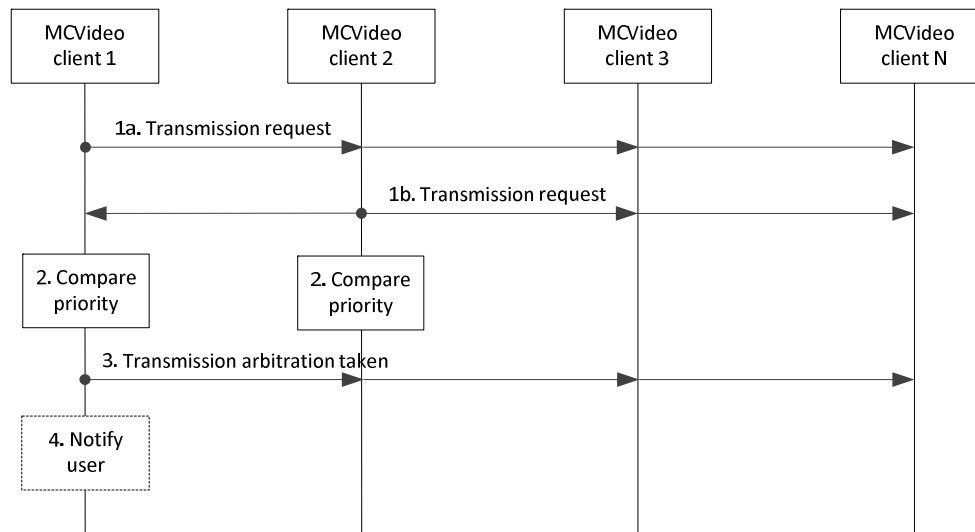 MCVideo
client 1
MCVideo
client 2
MCVideo
client 3
MCVideo
client N
1a. Transmission request
1b. Transmission request
2. Compare
priority
2. Compare
priority
3. Transmission arbitration taken
4. Notify
user